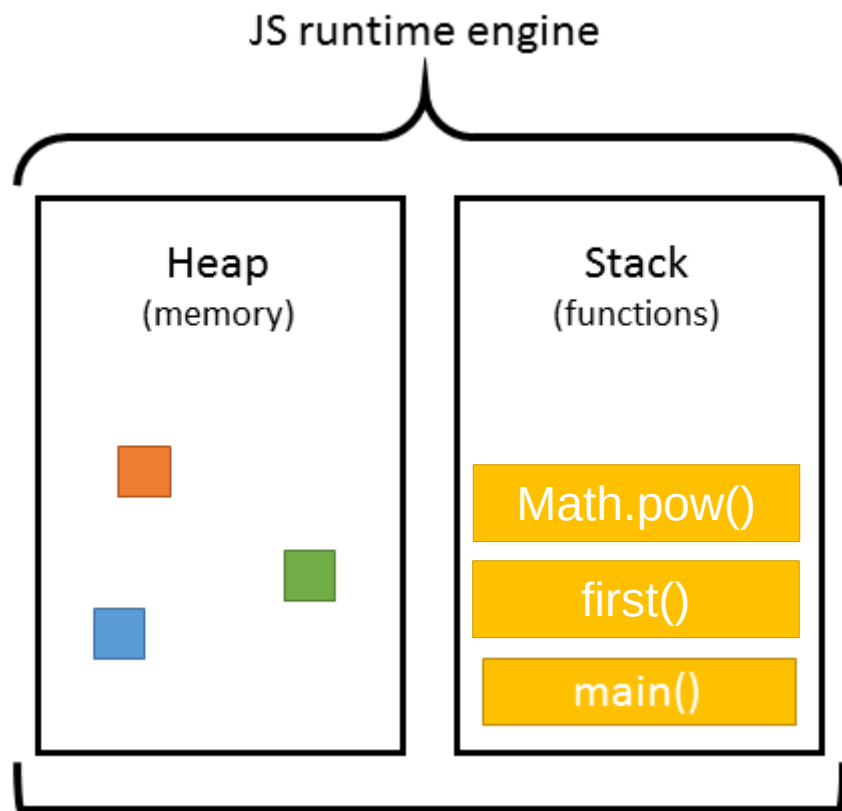 JS runtime engine
Heap
(memory)
Stack
(functions)
Math.pow()
first()
main()